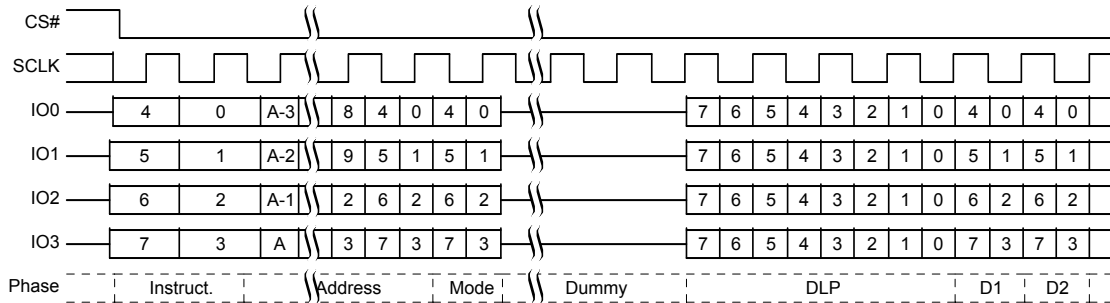 CS#
SCLK
IO0 4 0 A-3 8 4 0 4 0 7 6 5 4 3 2 1 0 4 0 4 0
IO1 5 1 A-2 9 5 1 5 1 7 6 5 4 3 2 1 0 5 1 5 1
IO2 6 2 A-1 2 6 2 6 2 7 6 5 4 3 2 1 0 6 2 6 2
IO3 7 3 A 3 7 3 7 3 7 6 5 4 3 2 1 0 7 3 7 3
Phase Instruct. Address Mode Dummy DLP D1 D2